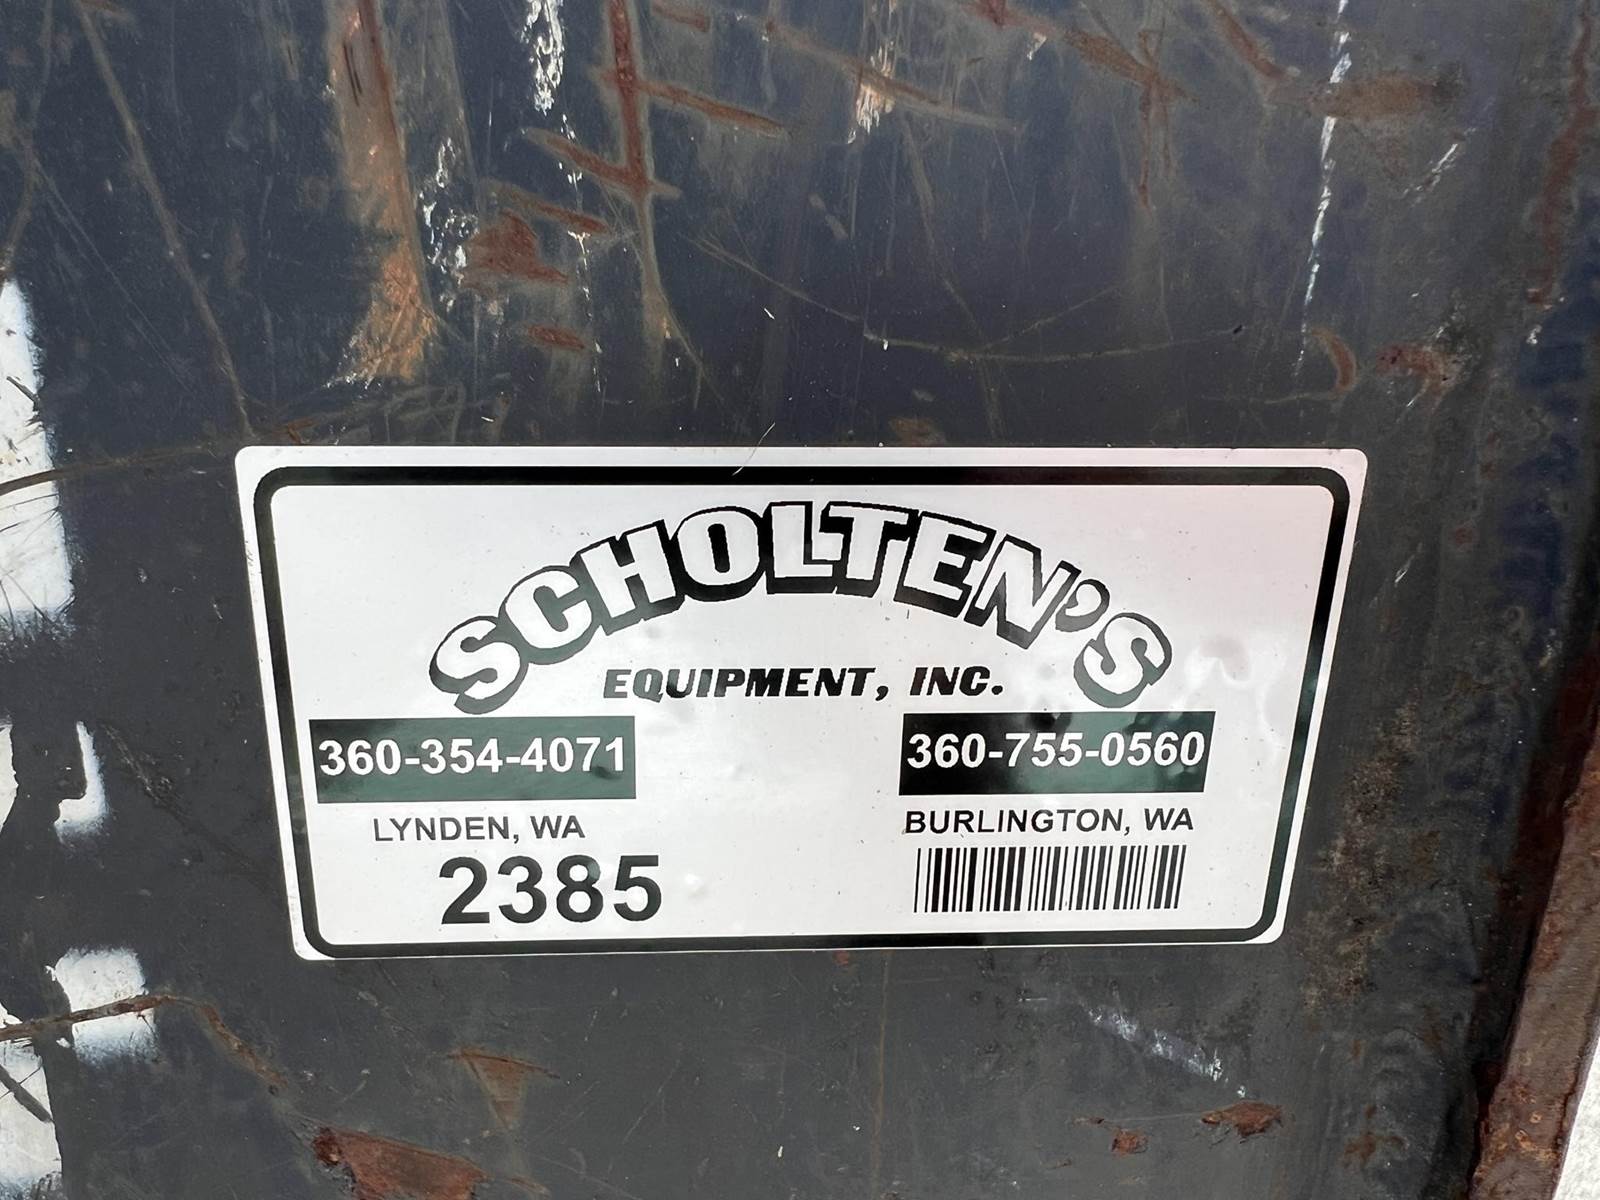 SCHOLTEN'S
EQUIPMENT, INC.
360-354-4071
LYNDEN, WA
2385
360-755-0560
BURLINGTON, WA